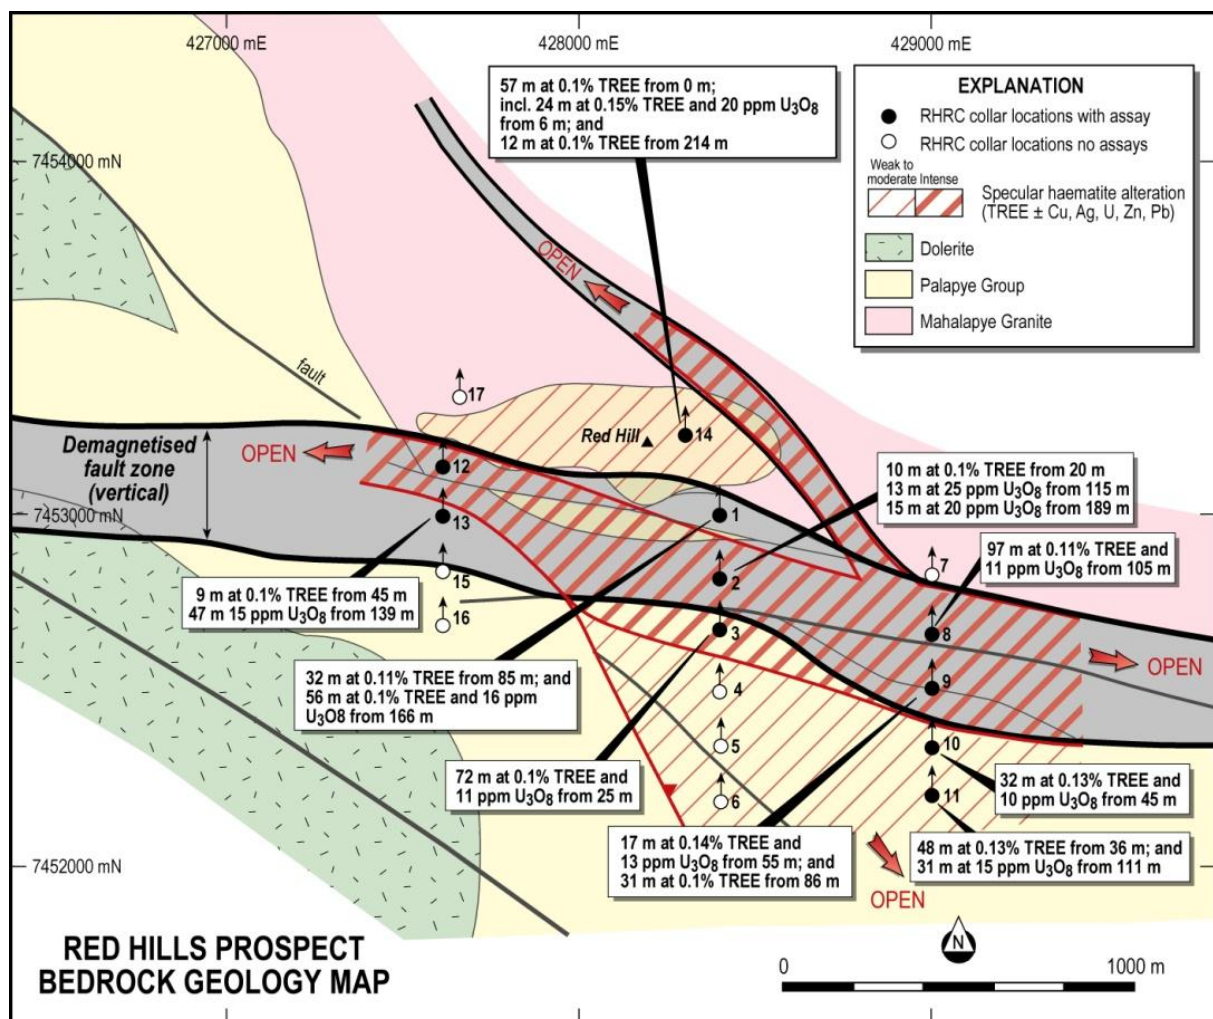 427000 mE
428000 mE
429000 mE
7454000 mN
7453000 mN
7452000 mN
57 m at 0.1% TREE from 0 m;
incl. 24 m at 0.15% TREE and 20 ppm U₃O₈
from 6 m; and
12 m at 0.1% TREE from 214 m
EXPLANATION
RHRC collar locations with assay
RHRC collar locations no assays
Weak to
moderate Intense
Specular haematite alteration
(TREE ± Cu, Ag, U, Zn, Pb)
Dolerite
Palapye Group
Mahalapye Granite
OPEN
fault
17
Red Hill
14
Demagnetised
fault zone
(vertical)
OPEN
12
13
15
16
1
2
3
4
5
6
7
8
9
10
11
10 m at 0.1% TREE from 20 m
13 m at 25 ppm U₃O₈ from 115 m
15 m at 20 ppm U₃O₈ from 189 m
97 m at 0.11% TREE and
11 ppm U₃O₈ from 105 m
9 m at 0.1% TREE from 45 m
47 m 15 ppm U₃O₈ from 139 m
OPEN
32 m at 0.11% TREE from 85 m; and
56 m at 0.1% TREE and 16 ppm
U3O8 from 166 m
72 m at 0.1% TREE and
11 ppm U₃O₈ from 25 m
32 m at 0.13% TREE and
10 ppm U₃O₈ from 45 m
17 m at 0.14% TREE and
13 ppm U₃O₈ from 55 m; and
31 m at 0.1% TREE from 86 m
48 m at 0.13% TREE from 36 m; and
31 m at 15 ppm U₃O₈ from 111 m
OPEN
RED HILLS PROSPECT
BEDROCK GEOLOGY MAP
N
0
1000 m